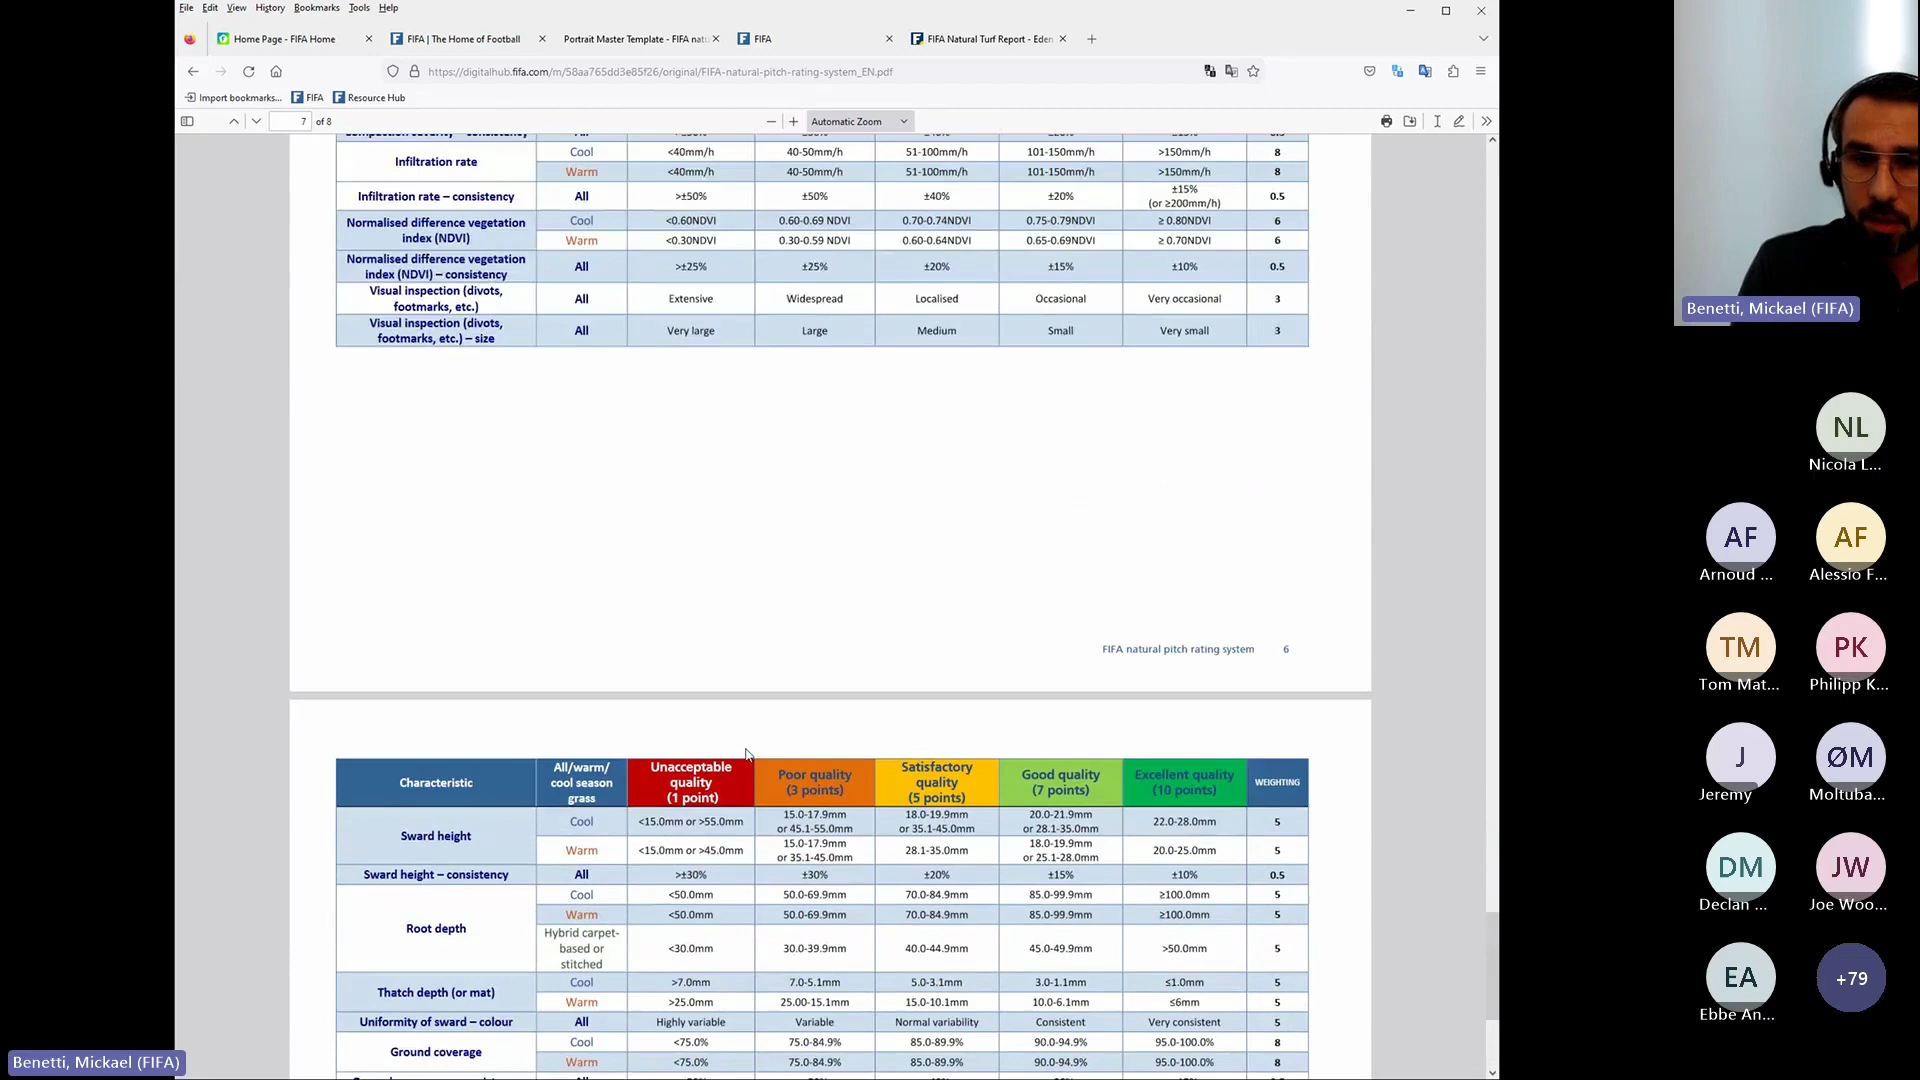 File Edit View History Bookmarks Tools Help
Home Page - FIFA Home
FIFA | The Home of Football
Portrait Master Template - FIFA natu
FIFA
FIFA Natural Turf Report - Eden
https://digitalhub.fifa.com/m/58aa765dd3e85f26/original/FIFA-natural-pitch-rating-system_EN.pdf
Import bookmarks... FIFA Resource Hub
7 of 8 Automatic Zoom
Infiltration rate
Cool <40mm/h 40-50mm/h 51-100mm/h 101-150mm/h >150mm/h 8
Warm <40mm/h 40-50mm/h 51-100mm/h 101-150mm/h >150mm/h 8
Infiltration rate – consistency All >±50% ±50% ±40% ±20% ±15% 0.5
(or ≥200mm/h)
Normalised difference vegetation
index (NDVI)
Cool <0.60NDVI 0.60-0.69 NDVI 0.70-0.74NDVI 0.75-0.79NDVI ≥ 0.80NDVI 6
Warm <0.30NDVI 0.30-0.59 NDVI 0.60-0.64NDVI 0.65-0.69NDVI ≥ 0.70NDVI 6
Normalised difference vegetation
index (NDVI) – consistency
All >±25% ±25% ±20% ±15% ±10% 0.5
Visual inspection (divots,
footmarks, etc.)
All Extensive Widespread Localised Occasional Very occasional 3
Visual inspection (divots,
footmarks, etc.) – size
All Very large Large Medium Small Very small 3
FIFA natural pitch rating system 6
Characteristic
All/warm/
cool season
grass
Unacceptable
quality
(1 point)
Poor quality
(3 points)
Satisfactory
quality
(5 points)
Good quality
(7 points)
Excellent quality
(10 points)
WEIGHTING
Sward height
Cool <15.0mm or >55.0mm 15.0-17.9mm
or 45.1-55.0mm
18.0-19.9mm
or 35.1-45.0mm
20.0-21.9mm
or 28.1-35.0mm
22.0-28.0mm 5
Warm <15.0mm or >45.0mm 15.0-17.9mm
or 35.1-45.0mm
28.1-35.0mm
18.0-19.9mm
or 25.1-28.0mm
20.0-25.0mm 5
Sward height – consistency All >±30% ±30% ±20% ±15% ±10% 0.5
Root depth
Cool <50.0mm 50.0-69.9mm 70.0-84.9mm 85.0-99.9mm ≥100.0mm 5
Warm <50.0mm 50.0-69.9mm 70.0-84.9mm 85.0-99.9mm ≥100.0mm 5
Hybrid carpet-
based or
stitched
<30.0mm 30.0-39.9mm 40.0-44.9mm 45.0-49.9mm >50.0mm 5
Thatch depth (or mat)
Cool >7.0mm 7.0-5.1mm 5.0-3.1mm 3.0-1.1mm ≤1.0mm 5
Warm >25.0mm 25.00-15.1mm 15.0-10.1mm 10.0-6.1mm ≤6mm 5
Uniformity of sward – colour All Highly variable Variable Normal variability Consistent Very consistent 5
Ground coverage
Cool <75.0% 75.0-84.9% 85.0-89.9% 90.0-94.9% 95.0-100.0% 8
Warm <75.0% 75.0-84.9% 85.0-89.9% 90.0-94.9% 95.0-100.0% 8
Benetti, Mickael (FIFA)
NL
Nicola L...
AF
Arnoud ...
AF
Alessio F...
TM
Tom Mat...
PK
Philipp K...
J
Jeremy
ØM
Moltuba...
DM
Declan ...
JW
Joe Woo...
EA
Ebbe An...
+79
Benetti, Mickael (FIFA)